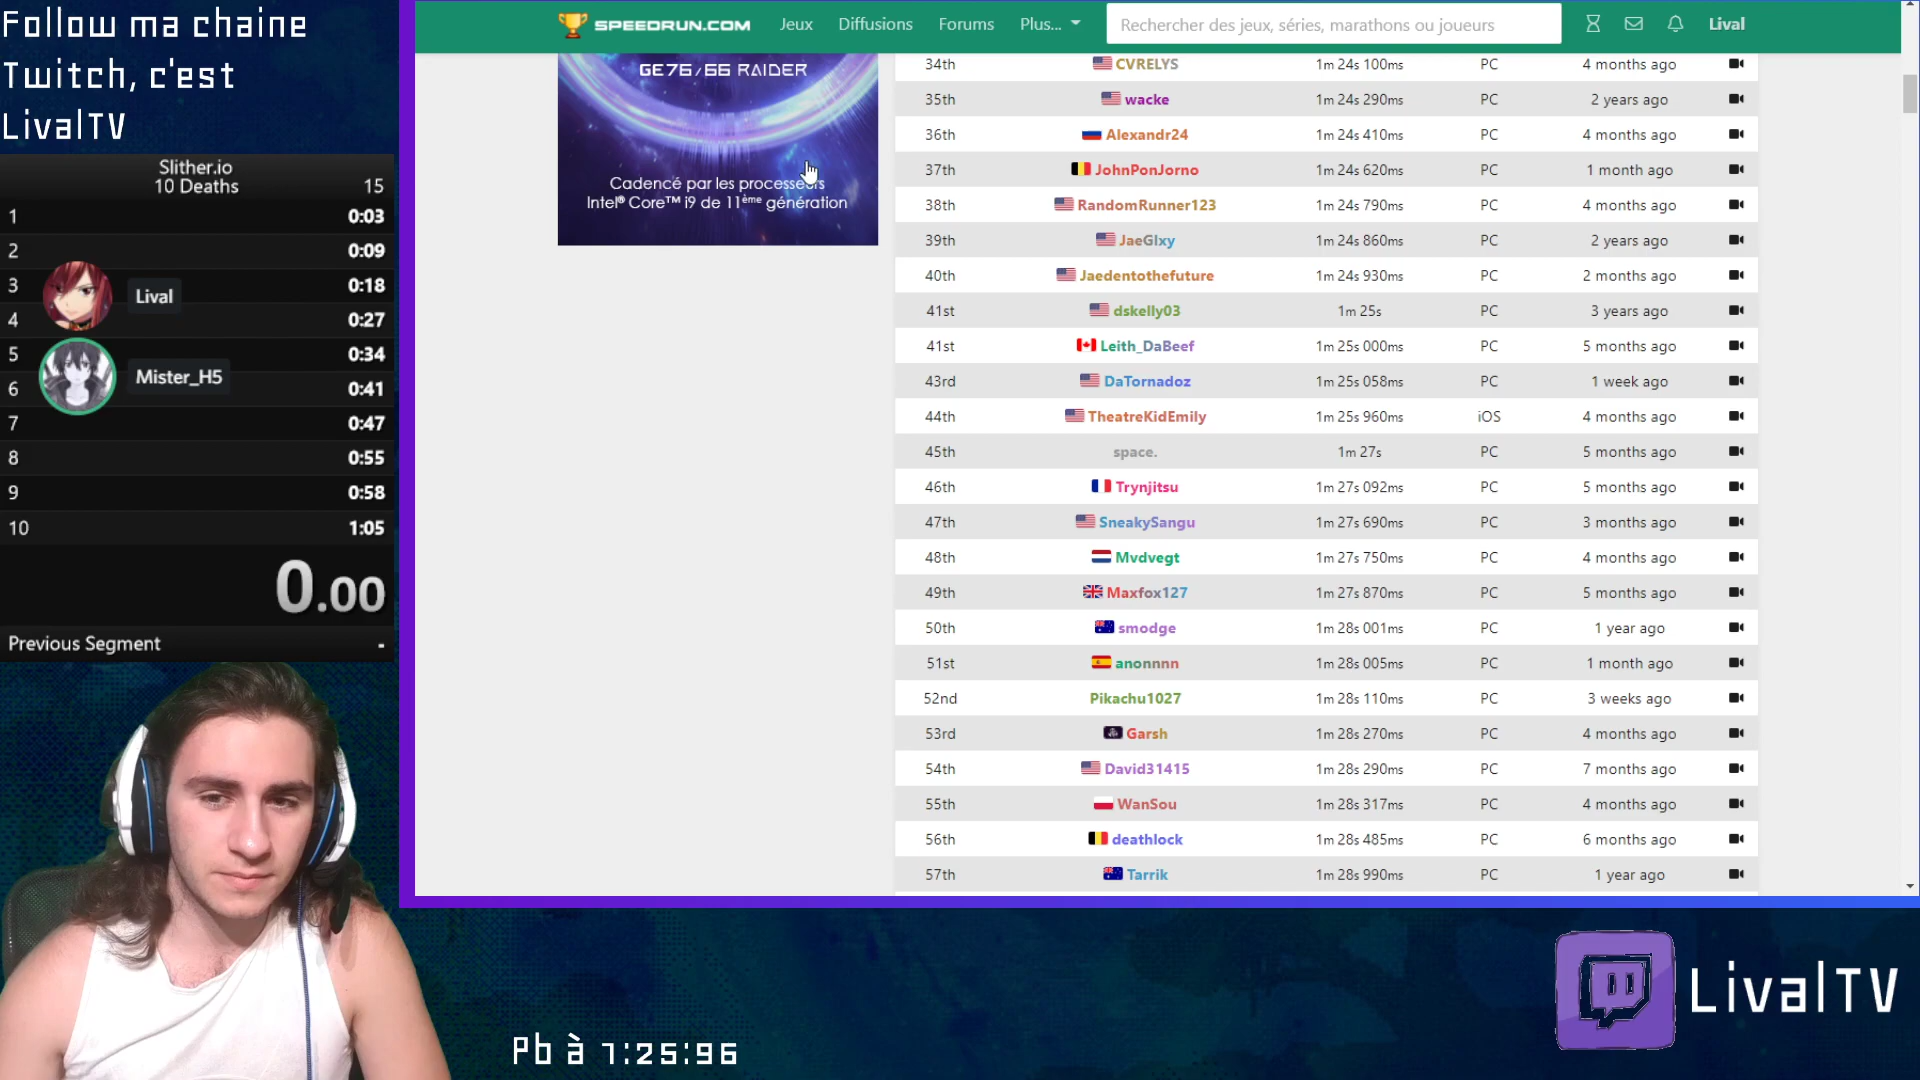 Follow ma chaine
Twitch, c'est
LivalTV
Slither.io
10 Deaths 15
1 0:03
2 0:09
3 0:18
Lival
4 0:27
5 0:34
Mister_H5
6 0:41
7 0:47
8 0:55
9 0:58
10 1:05
0.00
Previous Segment -
SPEEDRUN.COM Jeux Diffusions Forums Plus... Rechercher des jeux, séries, marathons ou joueurs Lival
GE76/66 RAIDER
Cadencé par les processeurs
Intel® Core™ i9 de 11ème génération
34th CVRELYS 1m 24s 100ms PC 4 months ago
35th wacke 1m 24s 290ms PC 2 years ago
36th Alexandr24 1m 24s 410ms PC 4 months ago
37th JohnPonJorno 1m 24s 620ms PC 1 month ago
38th RandomRunner123 1m 24s 790ms PC 4 months ago
39th JaeGlxy 1m 24s 860ms PC 2 years ago
40th Jaedentothefuture 1m 24s 930ms PC 2 months ago
41st dskelly03 1m 25s PC 3 years ago
41st Leith_DaBeef 1m 25s 000ms PC 5 months ago
43rd DaTornadoz 1m 25s 058ms PC 1 week ago
44th TheatreKidEmily 1m 25s 960ms iOS 4 months ago
45th space. 1m 27s PC 5 months ago
46th Trynjitsu 1m 27s 092ms PC 5 months ago
47th SneakySangu 1m 27s 690ms PC 3 months ago
48th Mvdvegt 1m 27s 750ms PC 4 months ago
49th Maxfox127 1m 27s 870ms PC 5 months ago
50th smodge 1m 28s 001ms PC 1 year ago
51st anonnnn 1m 28s 005ms PC 1 month ago
52nd Pikachu1027 1m 28s 110ms PC 3 weeks ago
53rd Garsh 1m 28s 270ms PC 4 months ago
54th David31415 1m 28s 290ms PC 7 months ago
55th WanSou 1m 28s 317ms PC 4 months ago
56th deathlock 1m 28s 485ms PC 6 months ago
57th Tarrik 1m 28s 990ms PC 1 year ago
Pb à 1:25:96
LivalTV